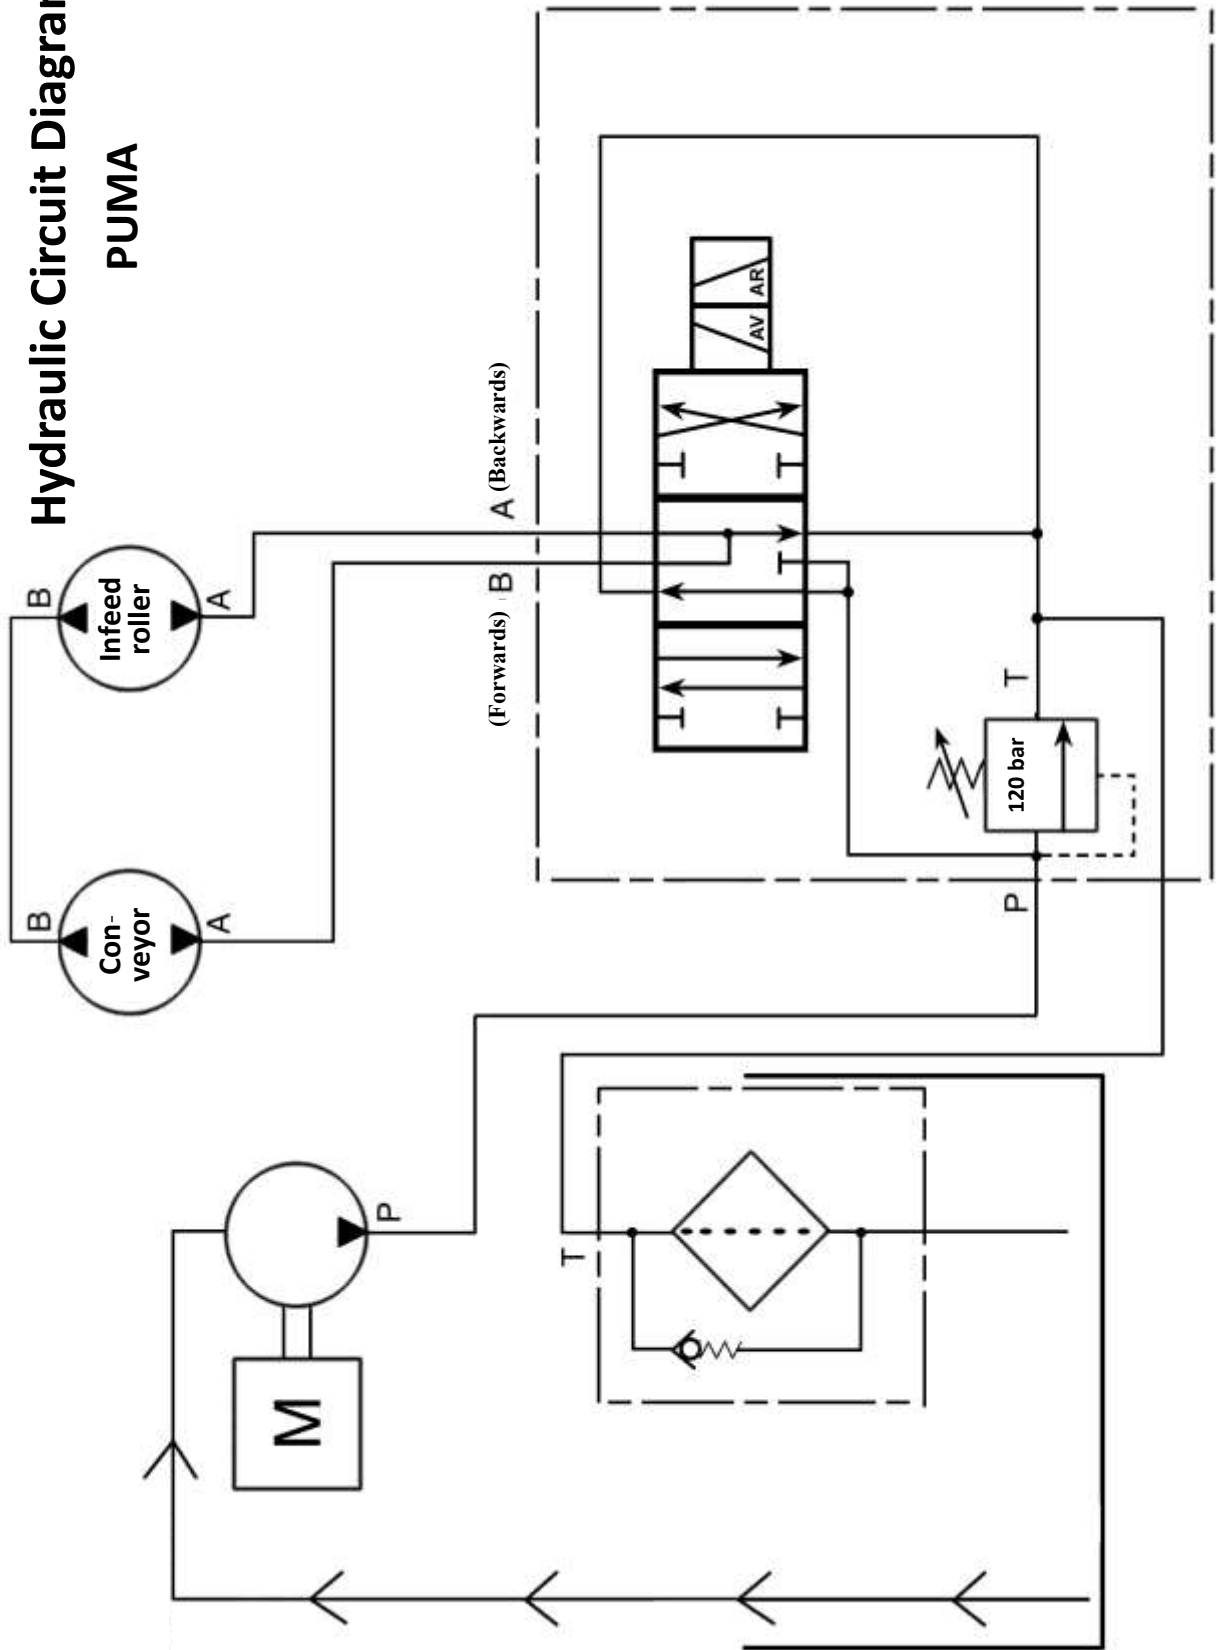 Hydraulic Circuit Diagram
PUMA
B
Infeed
roller
A
B
Con-
veyor
A
A (Backwards)
(Forwards) B
AV
AR
T
120 bar
P
P
T
M